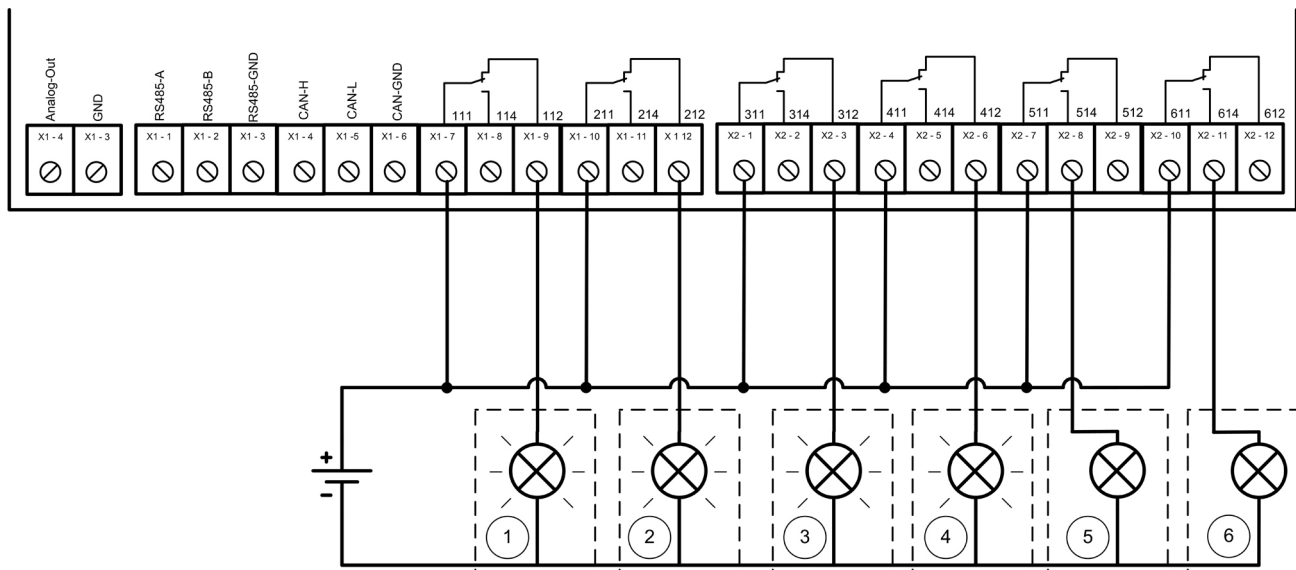 Analog-Out
GND
RS485-A
RS485-B
RS485-GND
CAN-H
CAN-L
CAN-GND
111 114 112 211 214 212 311 314 312 411 414 412 511 514 512 611 614 612
X1 - 4 X1 - 3 X1 - 1 X1 - 2 X1 - 3 X1 - 4 X1 -5 X1 - 6 X1 - 7 X1 - 8 X1 - 9 X1 - 10 X1 - 11 X 1 12 X2 - 1 X2 - 2 X2 - 3 X2 - 4 X2 - 5 X2 - 6 X2 - 7 X2 - 8 X2 - 9 X2 - 10 X2 - 11 X2 - 12
+
-
1 2 3 4 5 6